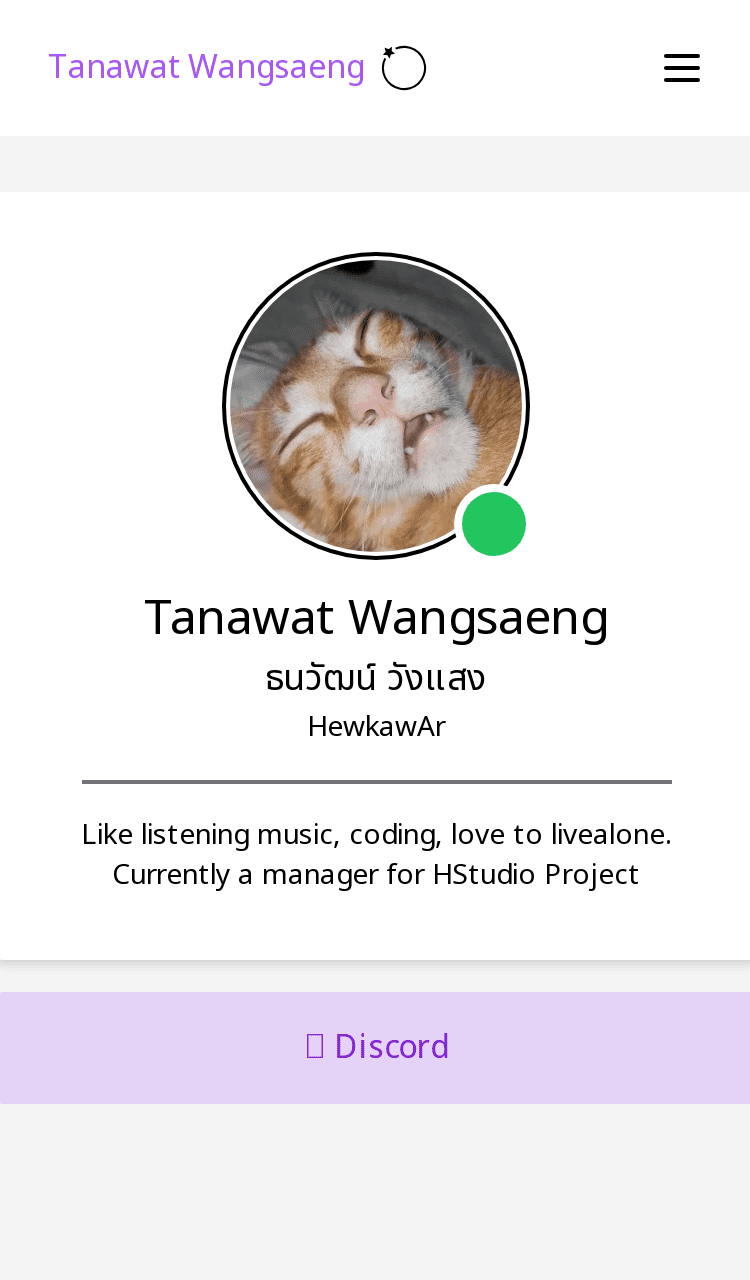 Tanawat Wangsaeng
Tanawat Wangsaeng
ธนวัฒน์ วังแสง
HewkawAr
Like listening music, coding, love to livealone.
Currently a manager for HStudio Project
Discord